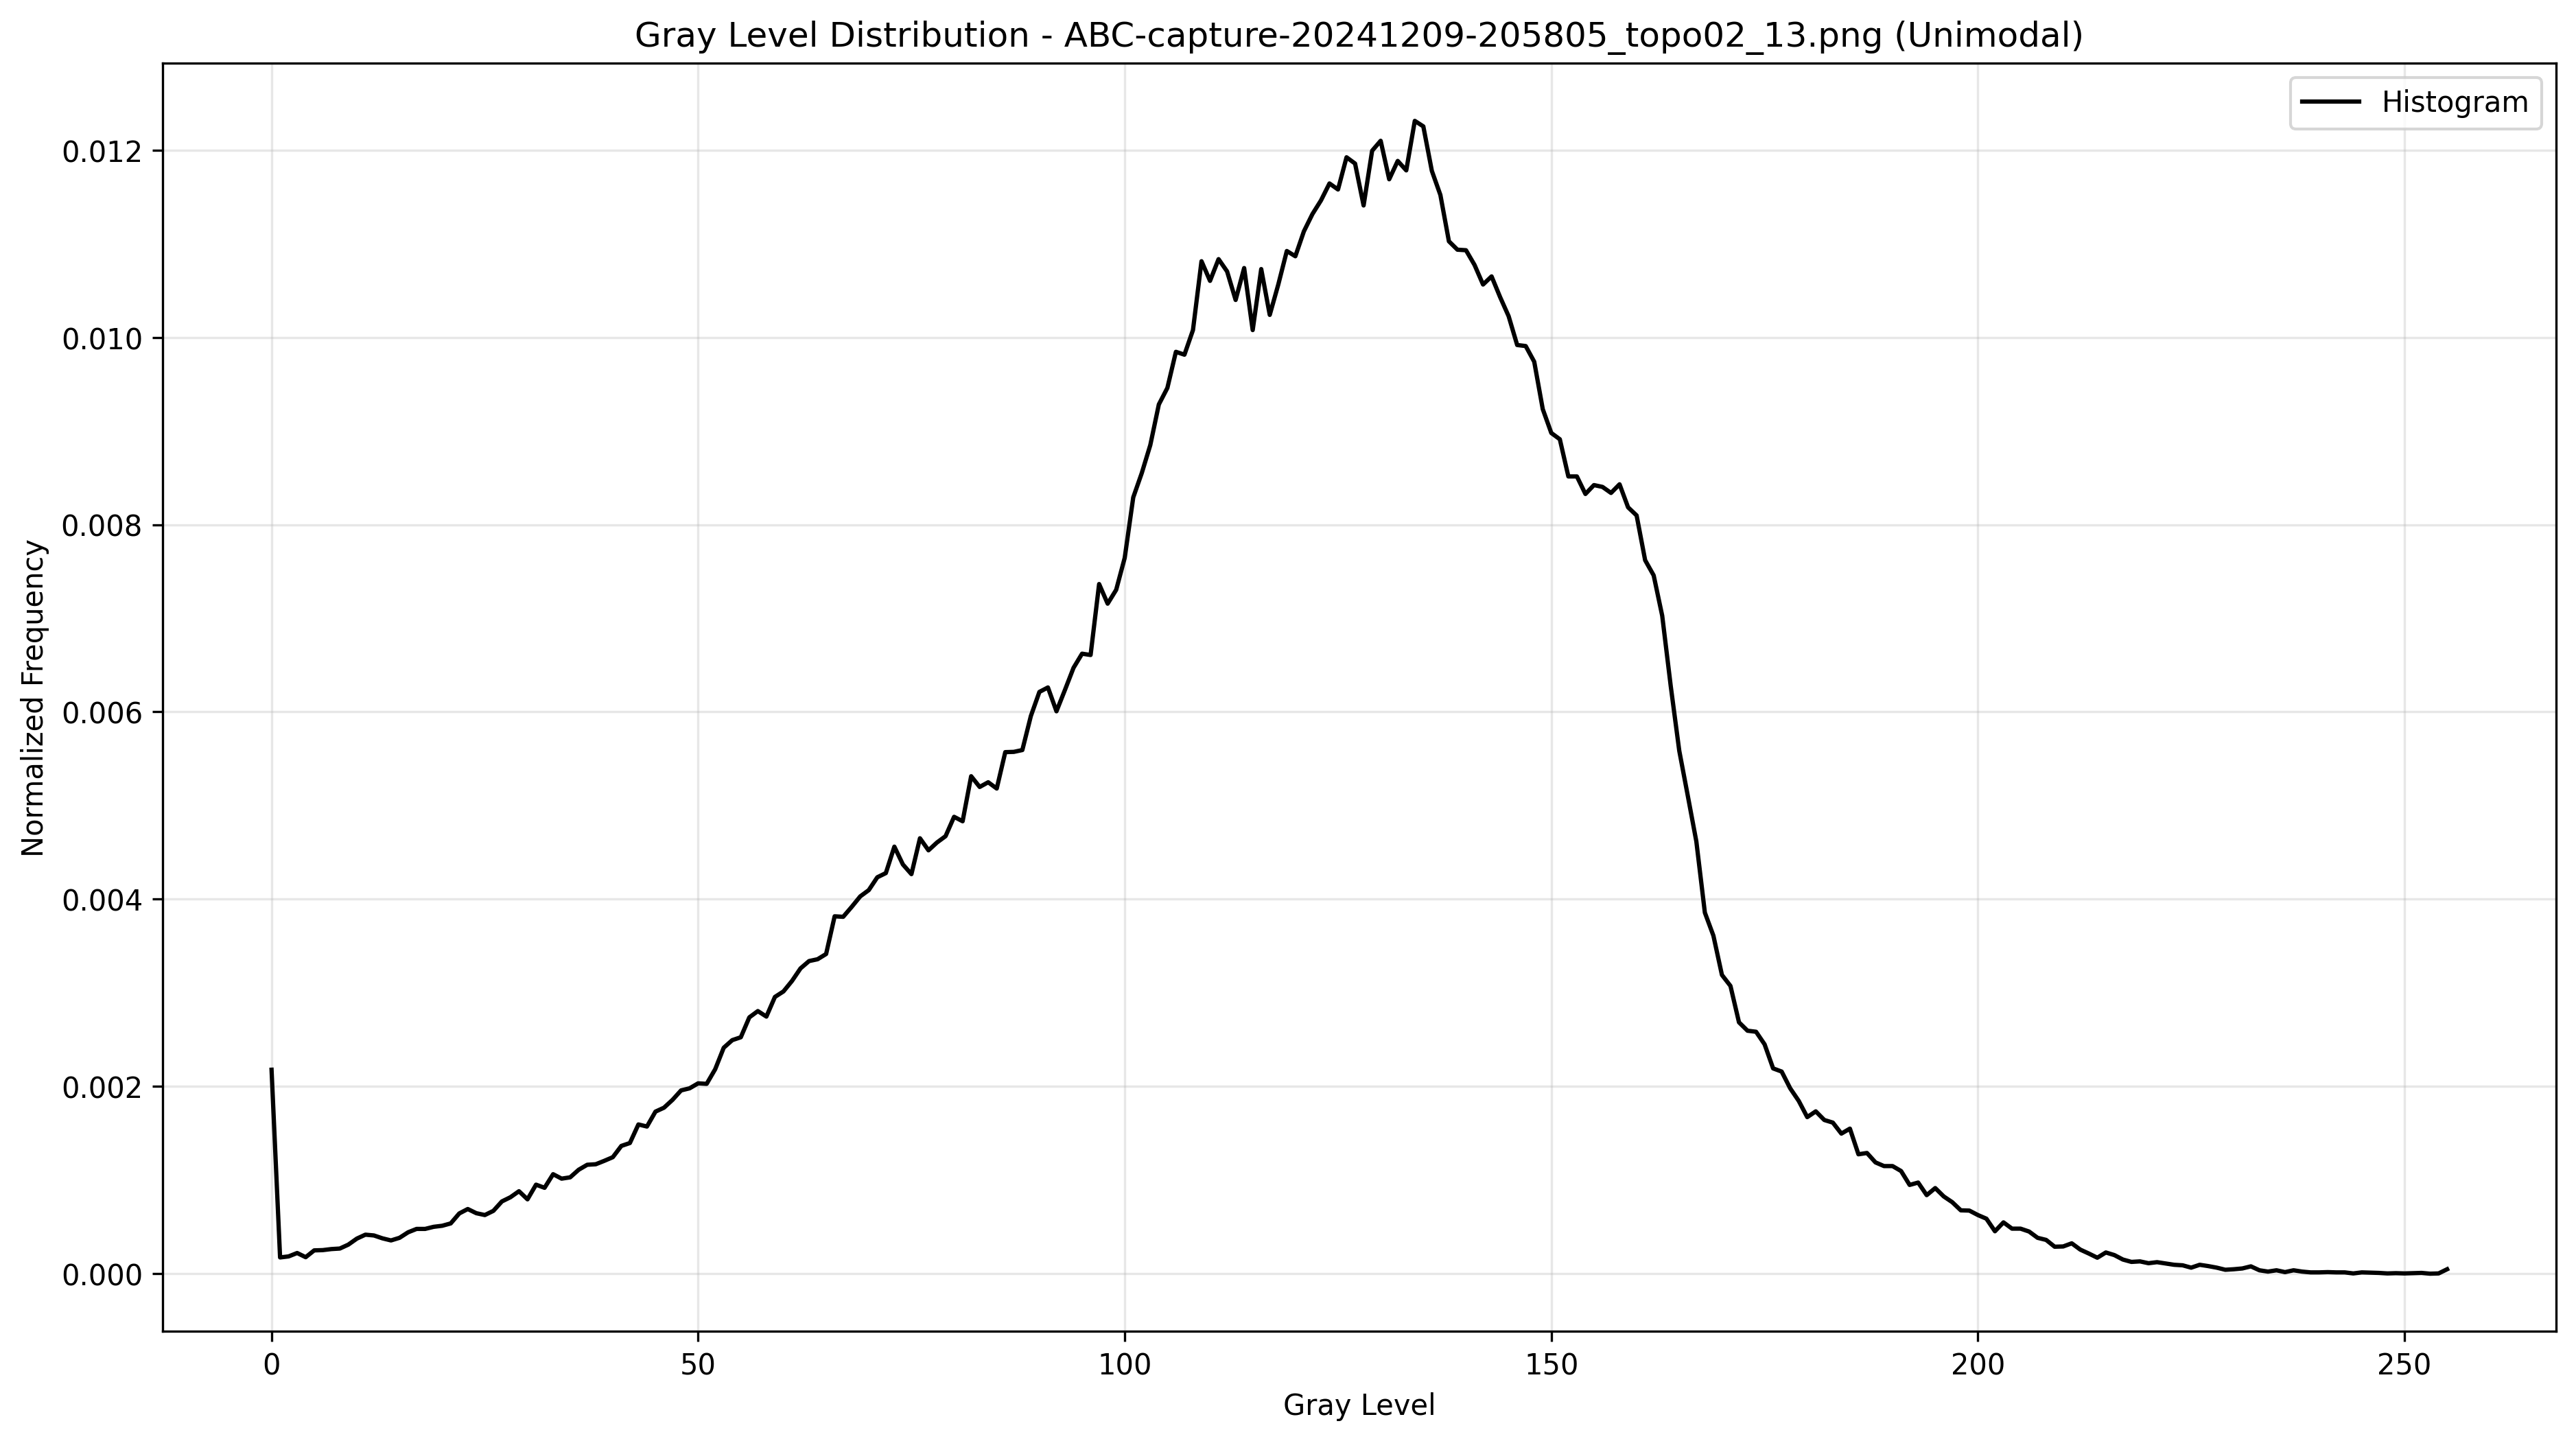 Gray Level Distribution - ABC-capture-20241209-205805_topo02_13.png (Unimodal)
Histogram
0.012
0.010
0.008
0.006
0.004
0.002
0.000
Normalized Frequency
0 50 100 150 200 250
Gray Level